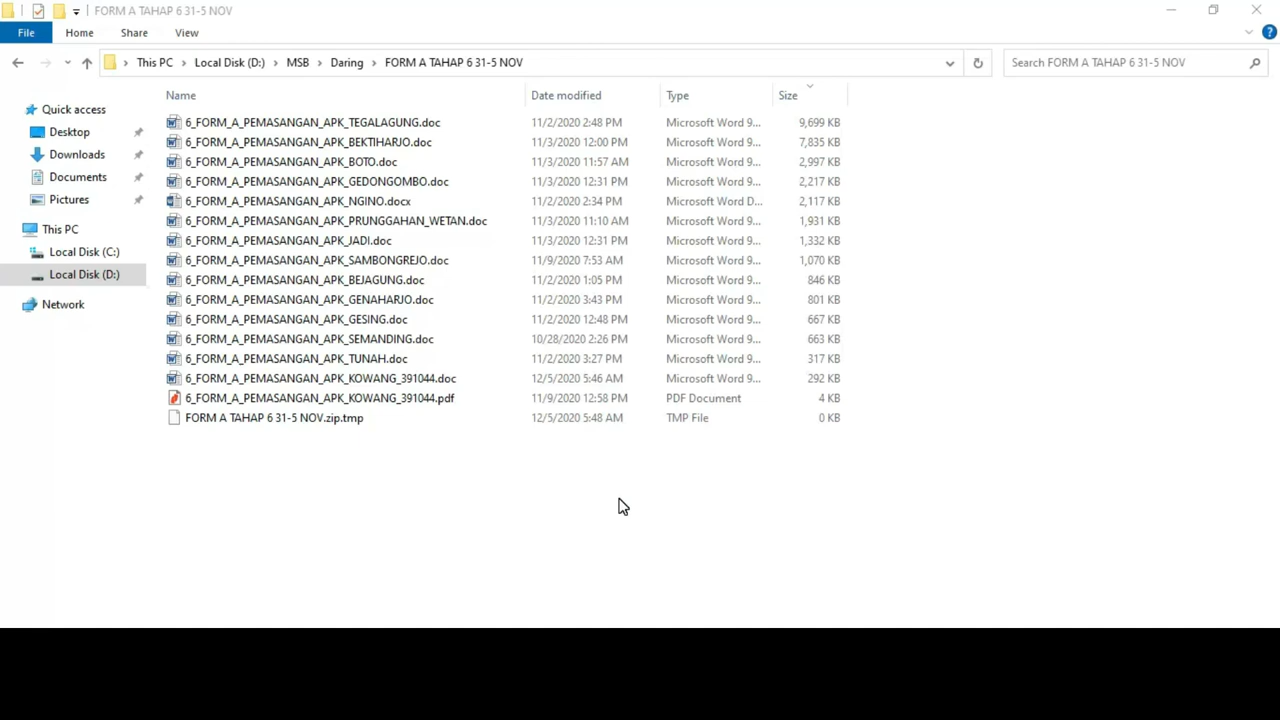 FORM A TAHAP 6 31-5 NOV
File Home Share View
This PC Local Disk (D:) MSB Daring FORM A TAHAP 6 31-5 NOV Search FORM A TAHAP 6 31-5 NOV
Name Date modified Type Size
Quick access
Desktop
Downloads
Documents
Pictures
This PC
Local Disk (C:)
Local Disk (D:)
Network
6_FORM_A_PEMASANGAN_APK_TEGALAGUNG.doc 11/2/2020 2:48 PM Microsoft Word 9... 9,699 KB
6_FORM_A_PEMASANGAN_APK_BEKTIHARJO.doc 11/3/2020 12:00 PM Microsoft Word 9... 7,835 KB
6_FORM_A_PEMASANGAN_APK_BOTO.doc 11/3/2020 11:57 AM Microsoft Word 9... 2,997 KB
6_FORM_A_PEMASANGAN_APK_GEDONGOMBO.doc 11/3/2020 12:31 PM Microsoft Word 9... 2,217 KB
6_FORM_A_PEMASANGAN_APK_NGINO.docx 11/2/2020 2:34 PM Microsoft Word D... 2,117 KB
6_FORM_A_PEMASANGAN_APK_PRUNGGAHAN_WETAN.doc 11/3/2020 11:10 AM Microsoft Word 9... 1,931 KB
6_FORM_A_PEMASANGAN_APK_JADI.doc 11/3/2020 12:31 PM Microsoft Word 9... 1,332 KB
6_FORM_A_PEMASANGAN_APK_SAMBONGREJO.doc 11/9/2020 7:53 AM Microsoft Word 9... 1,070 KB
6_FORM_A_PEMASANGAN_APK_BEJAGUNG.doc 11/2/2020 1:05 PM Microsoft Word 9... 846 KB
6_FORM_A_PEMASANGAN_APK_GENAHARJO.doc 11/2/2020 3:43 PM Microsoft Word 9... 801 KB
6_FORM_A_PEMASANGAN_APK_GESING.doc 11/2/2020 12:48 PM Microsoft Word 9... 667 KB
6_FORM_A_PEMASANGAN_APK_SEMANDING.doc 10/28/2020 2:26 PM Microsoft Word 9... 663 KB
6_FORM_A_PEMASANGAN_APK_TUNAH.doc 11/2/2020 3:27 PM Microsoft Word 9... 317 KB
6_FORM_A_PEMASANGAN_APK_KOWANG_391044.doc 12/5/2020 5:46 AM Microsoft Word 9... 292 KB
6_FORM_A_PEMASANGAN_APK_KOWANG_391044.pdf 11/9/2020 12:58 PM PDF Document 4 KB
FORM A TAHAP 6 31-5 NOV.zip.tmp 12/5/2020 5:48 AM TMP File 0 KB